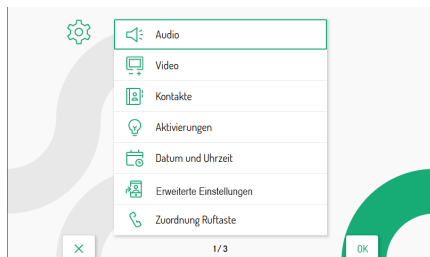 Audio
Video
Kontakte
Aktivierungen
Datum und Uhrzeit
Erweiterte Einstellungen
Zuordnung Ruftaste
1/3
OK